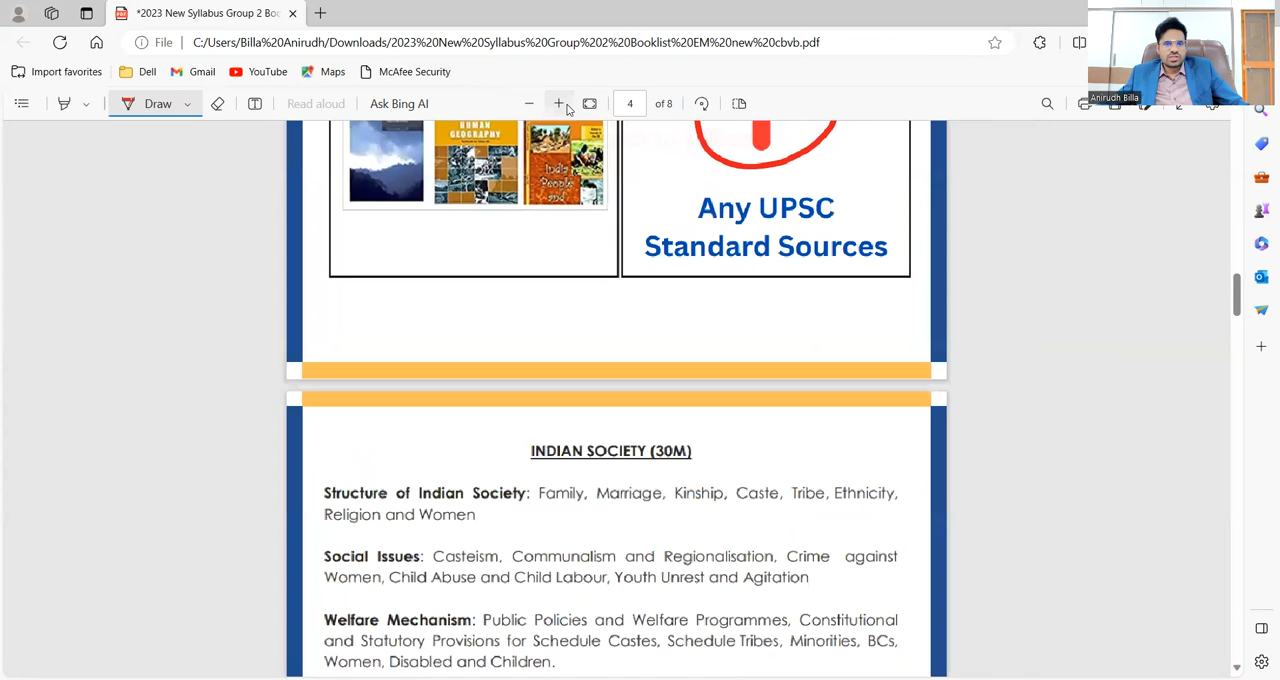 *2023 New Syllabus Group 2 Boo
File
C:/Users/Billa%20Anirudh/Downloads/2023%20New%20Syllabus%20Group%202%20Booklist%20EM%20new%20cbvb.pdf
Import favorites
Dell
Gmail
YouTube
Maps
McAfee Security
Anirudh Billa
Draw
Read aloud
Ask Bing AI
4
of 8
HUMAN
GEOGRAPHY
India
People
and
Any UPSC
Standard Sources
INDIAN SOCIETY (30M)
Structure of Indian Society: Family, Marriage, Kinship, Caste, Tribe, Ethnicity,
Religion and Women
Social Issues: Casteism, Communalism and Regionalisation, Crime against
Women, Child Abuse and Child Labour, Youth Unrest and Agitation
Welfare Mechanism: Public Policies and Welfare Programmes, Constitutional
and Statutory Provisions for Schedule Castes, Schedule Tribes, Minorities, BCs,
Women, Disabled and Children.